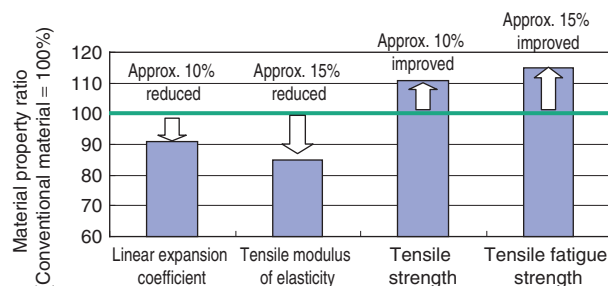 Material property ratio
(Conventional material = 100%)
120
110
100
90
80
70
60
Approx. 10%
reduced
Approx. 15%
reduced
Approx. 10%
improved
Approx. 15%
improved
Linear expansion
coefficient
Tensile modulus
of elasticity
Tensile
strength
Tensile fatigue
strength